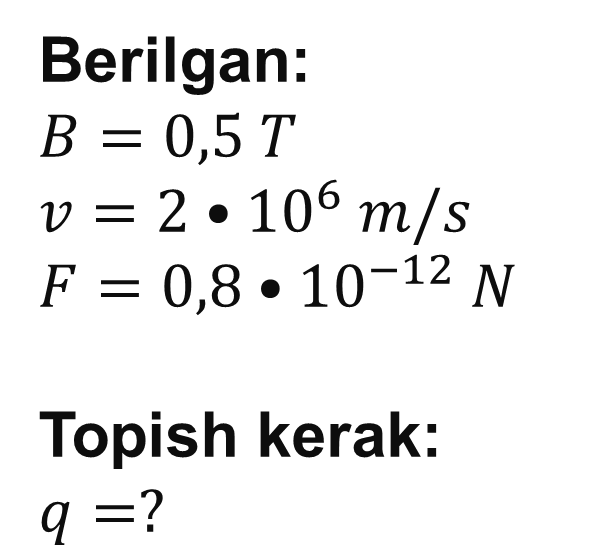 Berilgan:
B = 0,5 T
v = 2 • 10⁶ m/s
F = 0,8 • 10⁻¹² N
Topish kerak:
q =?